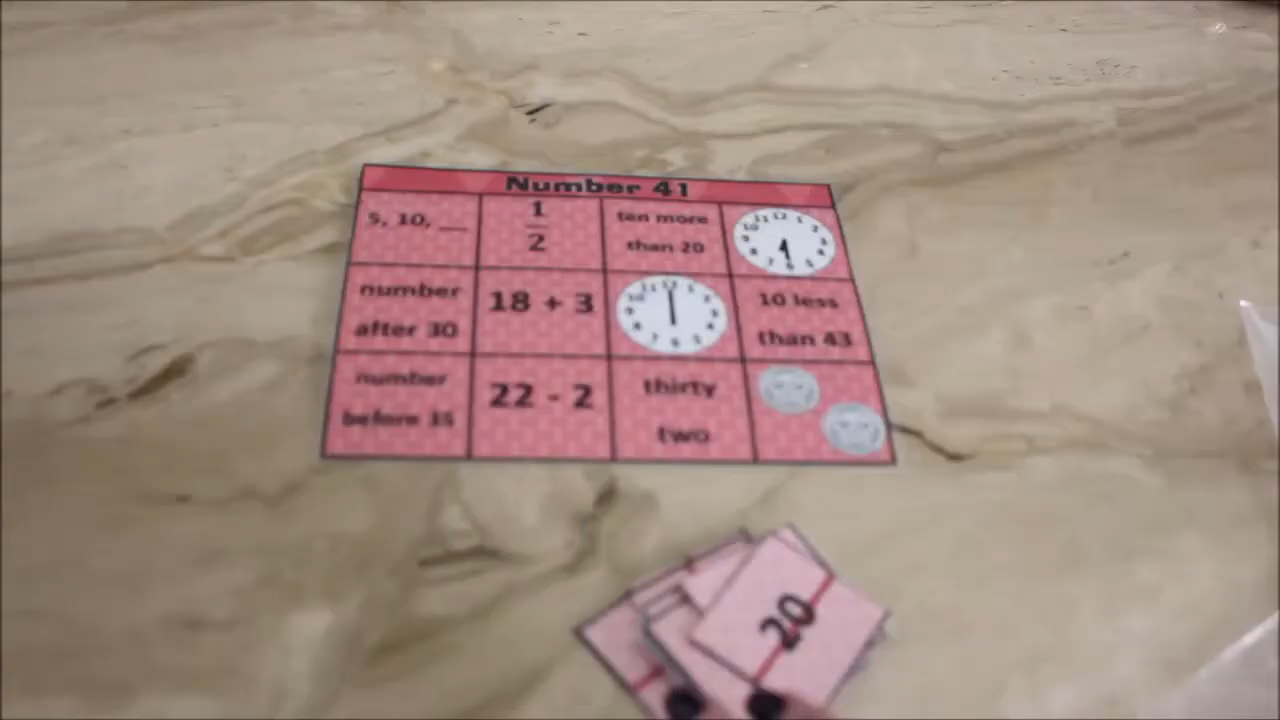 Number 41
5, 10, __
1
2
ten more
than 20
number
after 30
18 + 3
10 less
than 43
number
before 35
22 - 2
thirty
two
20